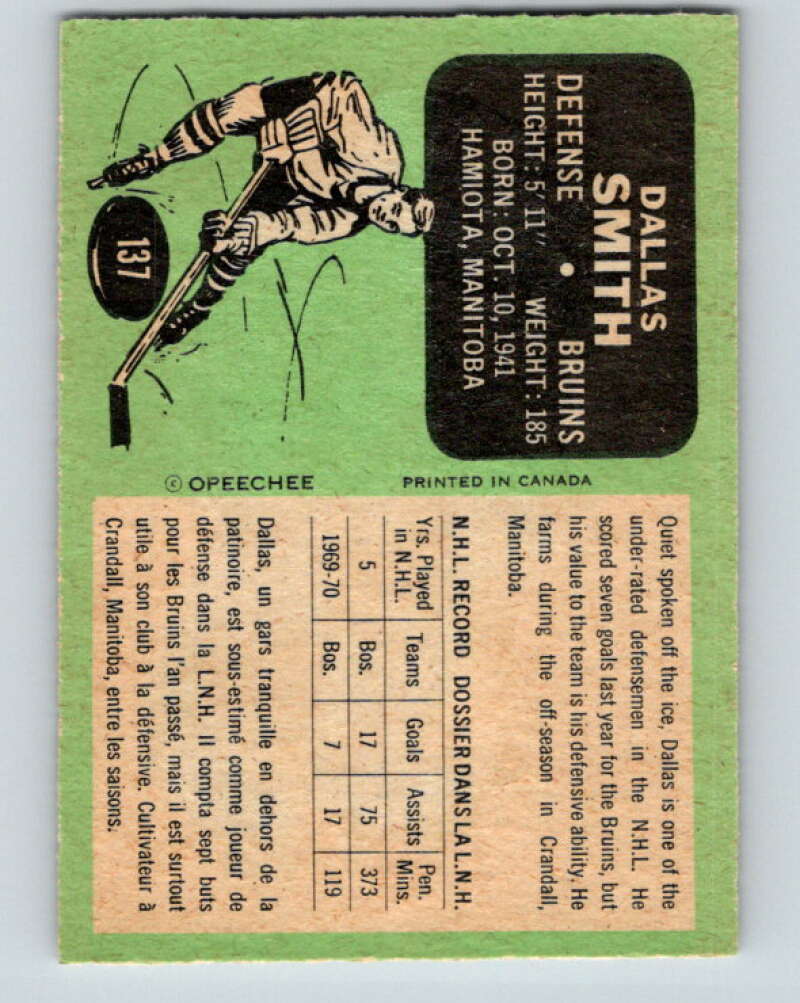 DALLAS
SMITH
DEFENSE • BRUINS
HEIGHT: 5'11" WEIGHT: 185
BORN: OCT. 10, 1941
HAMIOTA, MANITOBA
137
Quiet spoken off the ice, Dallas is one of the
under-rated defensemen in the N.H.L. He
scored seven goals last year for the Bruins, but
his value to the team is his defensive ability. He
farms during the off-season in Crandall,
Manitoba.
N.H.L. RECORD DOSSIER DANS LA L.N.H.
Yrs. Played in N.H.L. Teams Goals Assists Pen. Mins.
5 Bos. 17 75 373
1969-70 Bos. 7 17 119
Dallas, un gars tranquille en dehors de la
patinoire, est sous-estimé comme joueur de
défense dans la L.N.H. Il compta sept buts
pour les Bruins l'an passé, mais il est surtout
utile à son club à la défensive. Cultivateur à
Crandall, Manitoba, entre les saisons.
© OPEECHEE PRINTED IN CANADA